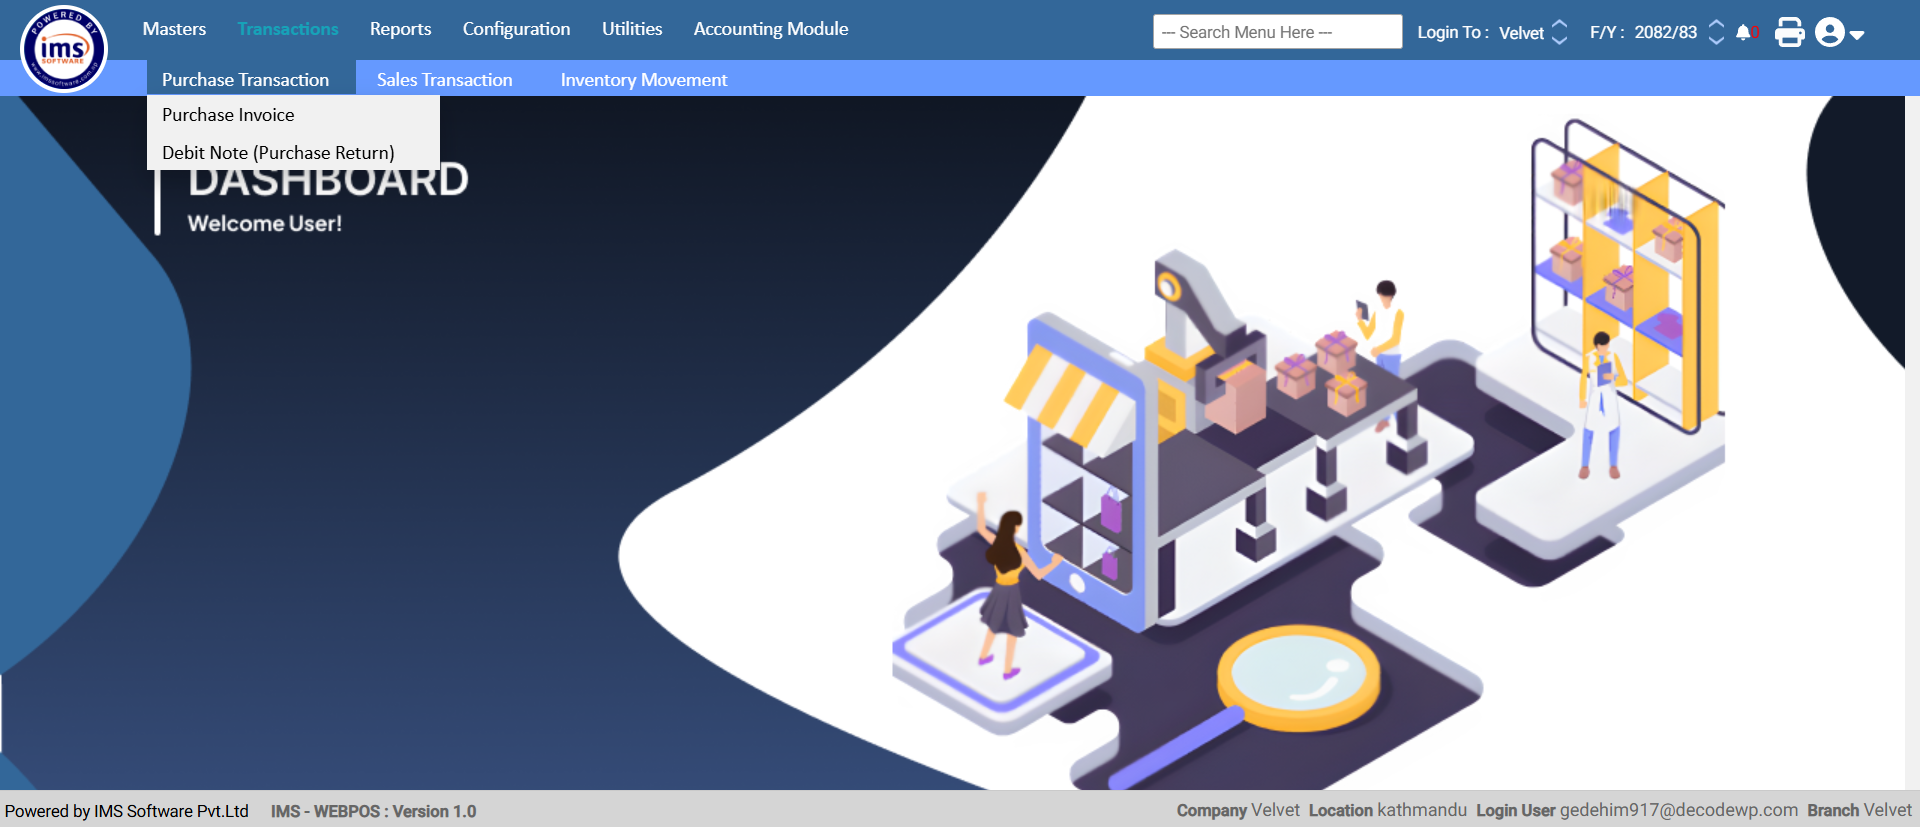 POWERED BY
ims
SOFTWARE
www.imssoftware.com.np
Masters Transactions Reports Configuration Utilities Accounting Module
--- Search Menu Here --- Login To : Velvet F/Y : 2082/83 0
Purchase Transaction Sales Transaction Inventory Movement
Purchase Invoice
Debit Note (Purchase Return)
DASHBOARD
Welcome User!
Powered by IMS Software Pvt.Ltd IMS - WEBPOS : Version 1.0 Company Velvet Location kathmandu Login User gedehim917@decodewp.com Branch Velvet